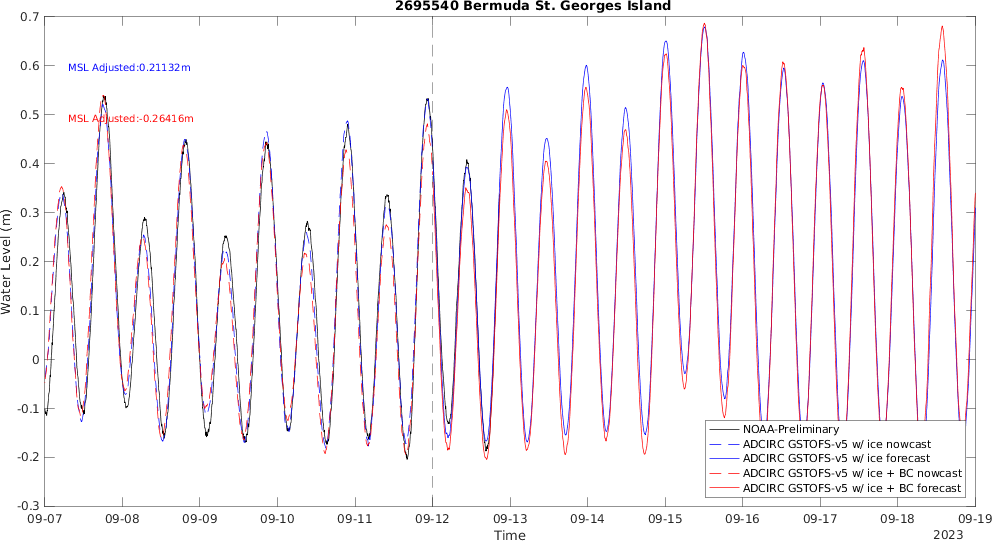 2695540 Bermuda St. Georges Island
0.7
0.6
0.5
0.4
0.3
0.2
0.1
0
-0.1
-0.2
-0.3
Water Level (m)
MSL Adjusted:0.21132m
MSL Adjusted:-0.26416m
NOAA-Preliminary
ADCIRC GSTOFS-v5 w/ ice nowcast
ADCIRC GSTOFS-v5 w/ ice forecast
ADCIRC GSTOFS-v5 w/ ice + BC nowcast
ADCIRC GSTOFS-v5 w/ ice + BC forecast
09-07 09-08 09-09 09-10 09-11 09-12 09-13 09-14 09-15 09-16 09-17 09-18 09-19
Time
2023